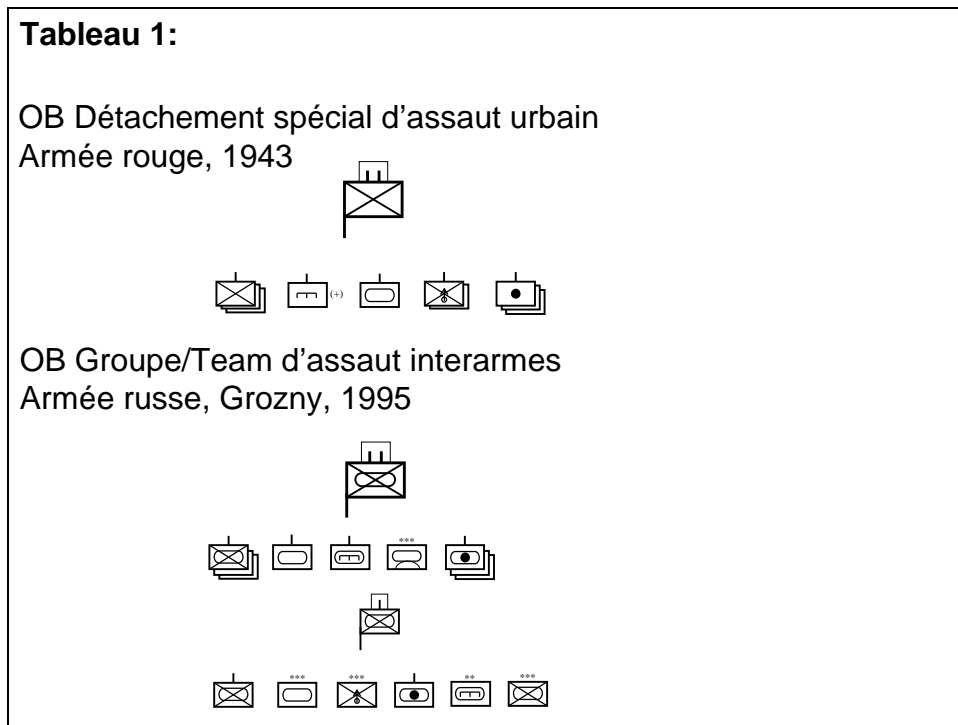 Tableau 1:
OB Détachement spécial d'assaut urbain
Armée rouge, 1943
(+)
OB Groupe/Team d'assaut interarmes
Armée russe, Grozny, 1995
***
*** *** ** ***